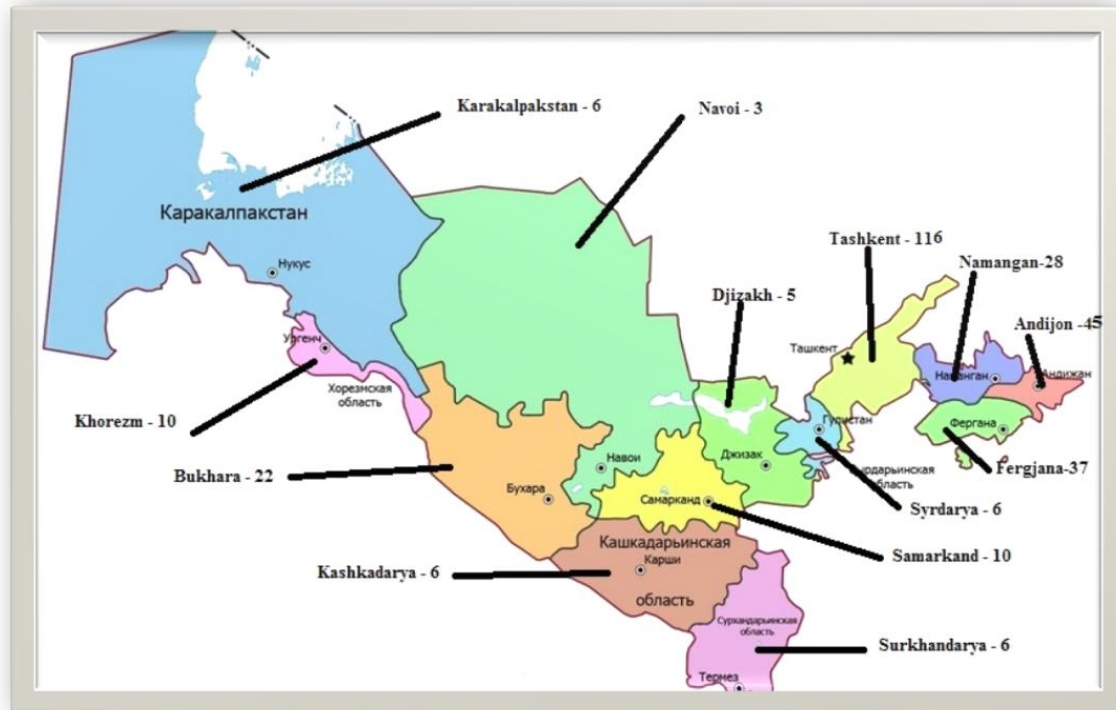 Karakalpakstan - 6
Navoi - 3
Каракалпакстан
Tashkent - 116
Namangan-28
Нукус
Djizakh - 5
Andijon -45
Ургенч
Ташкент
Наманган
Андижан
Хорезмская
область
Khorezm - 10
Гулистан
Фергана
Bukhara - 22
Навои
Джизак
ырдарьинская
область
Fergjana-37
Бухара
Самарканд
Syrdarya - 6
Кашкадарьинская
Samarkand - 10
Kashkadarya - 6
Карши
область
Сурхандарьинская
область
Surkhandarya - 6
Термез